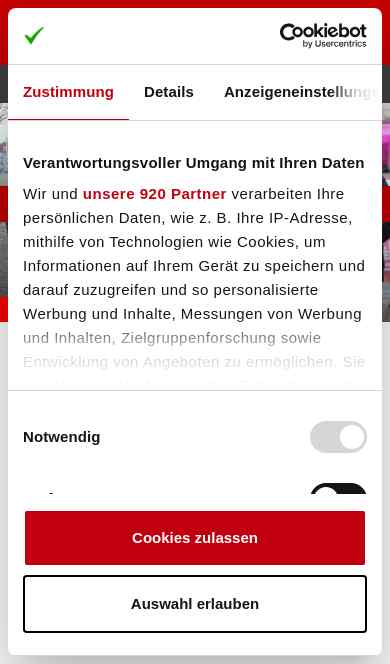 Cookiebot
by Usercentrics
Zustimmung Details Anzeigeneinstellunge
Verantwortungsvoller Umgang mit Ihren Daten
Wir und unsere 920 Partner verarbeiten Ihre
persönlichen Daten, wie z. B. Ihre IP-Adresse,
mithilfe von Technologien wie Cookies, um
Informationen auf Ihrem Gerät zu speichern und
darauf zuzugreifen und so personalisierte
Werbung und Inhalte, Messungen von Werbung
und Inhalten, Zielgruppenforschung sowie
Entwicklung von Angeboten zu ermöglichen. Sie
Notwendig
Cookies zulassen
Auswahl erlauben